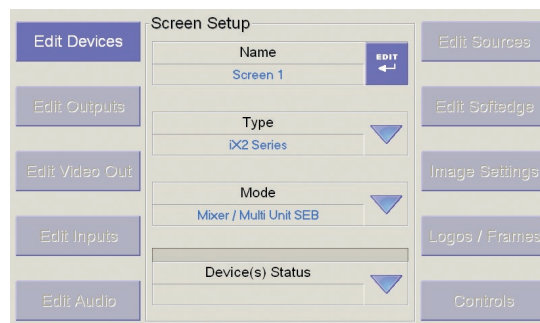 Screen Setup
Edit Devices
Name
EDIT
Screen 1
Edit Sources
Edit Outputs
Type
iX2 Series
Edit Softedge
Edit Video Out
Mode
Mixer / Multi Unit SEB
Image Settings
Edit Inputs
Device(s) Status
Logos / Frames
Edit Audio
Controls